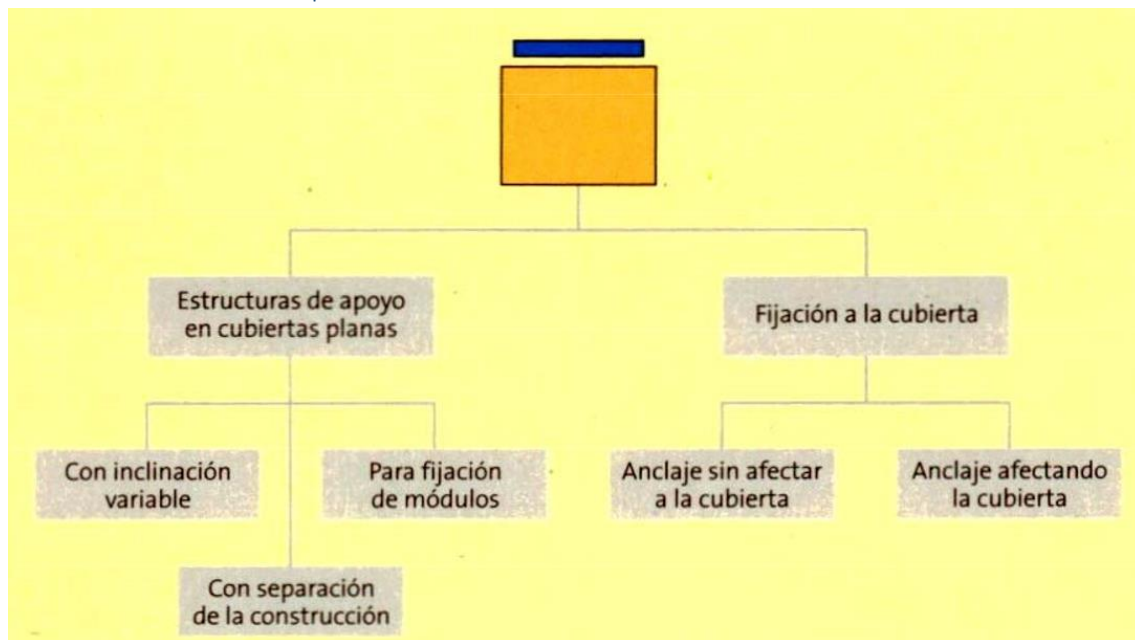 Estructuras de apoyo
en cubiertas planas
Fijación a la cubierta
Con inclinación
variable
Para fijación
de módulos
Anclaje sin afectar
a la cubierta
Anclaje afectando
la cubierta
Con separación
de la construcción